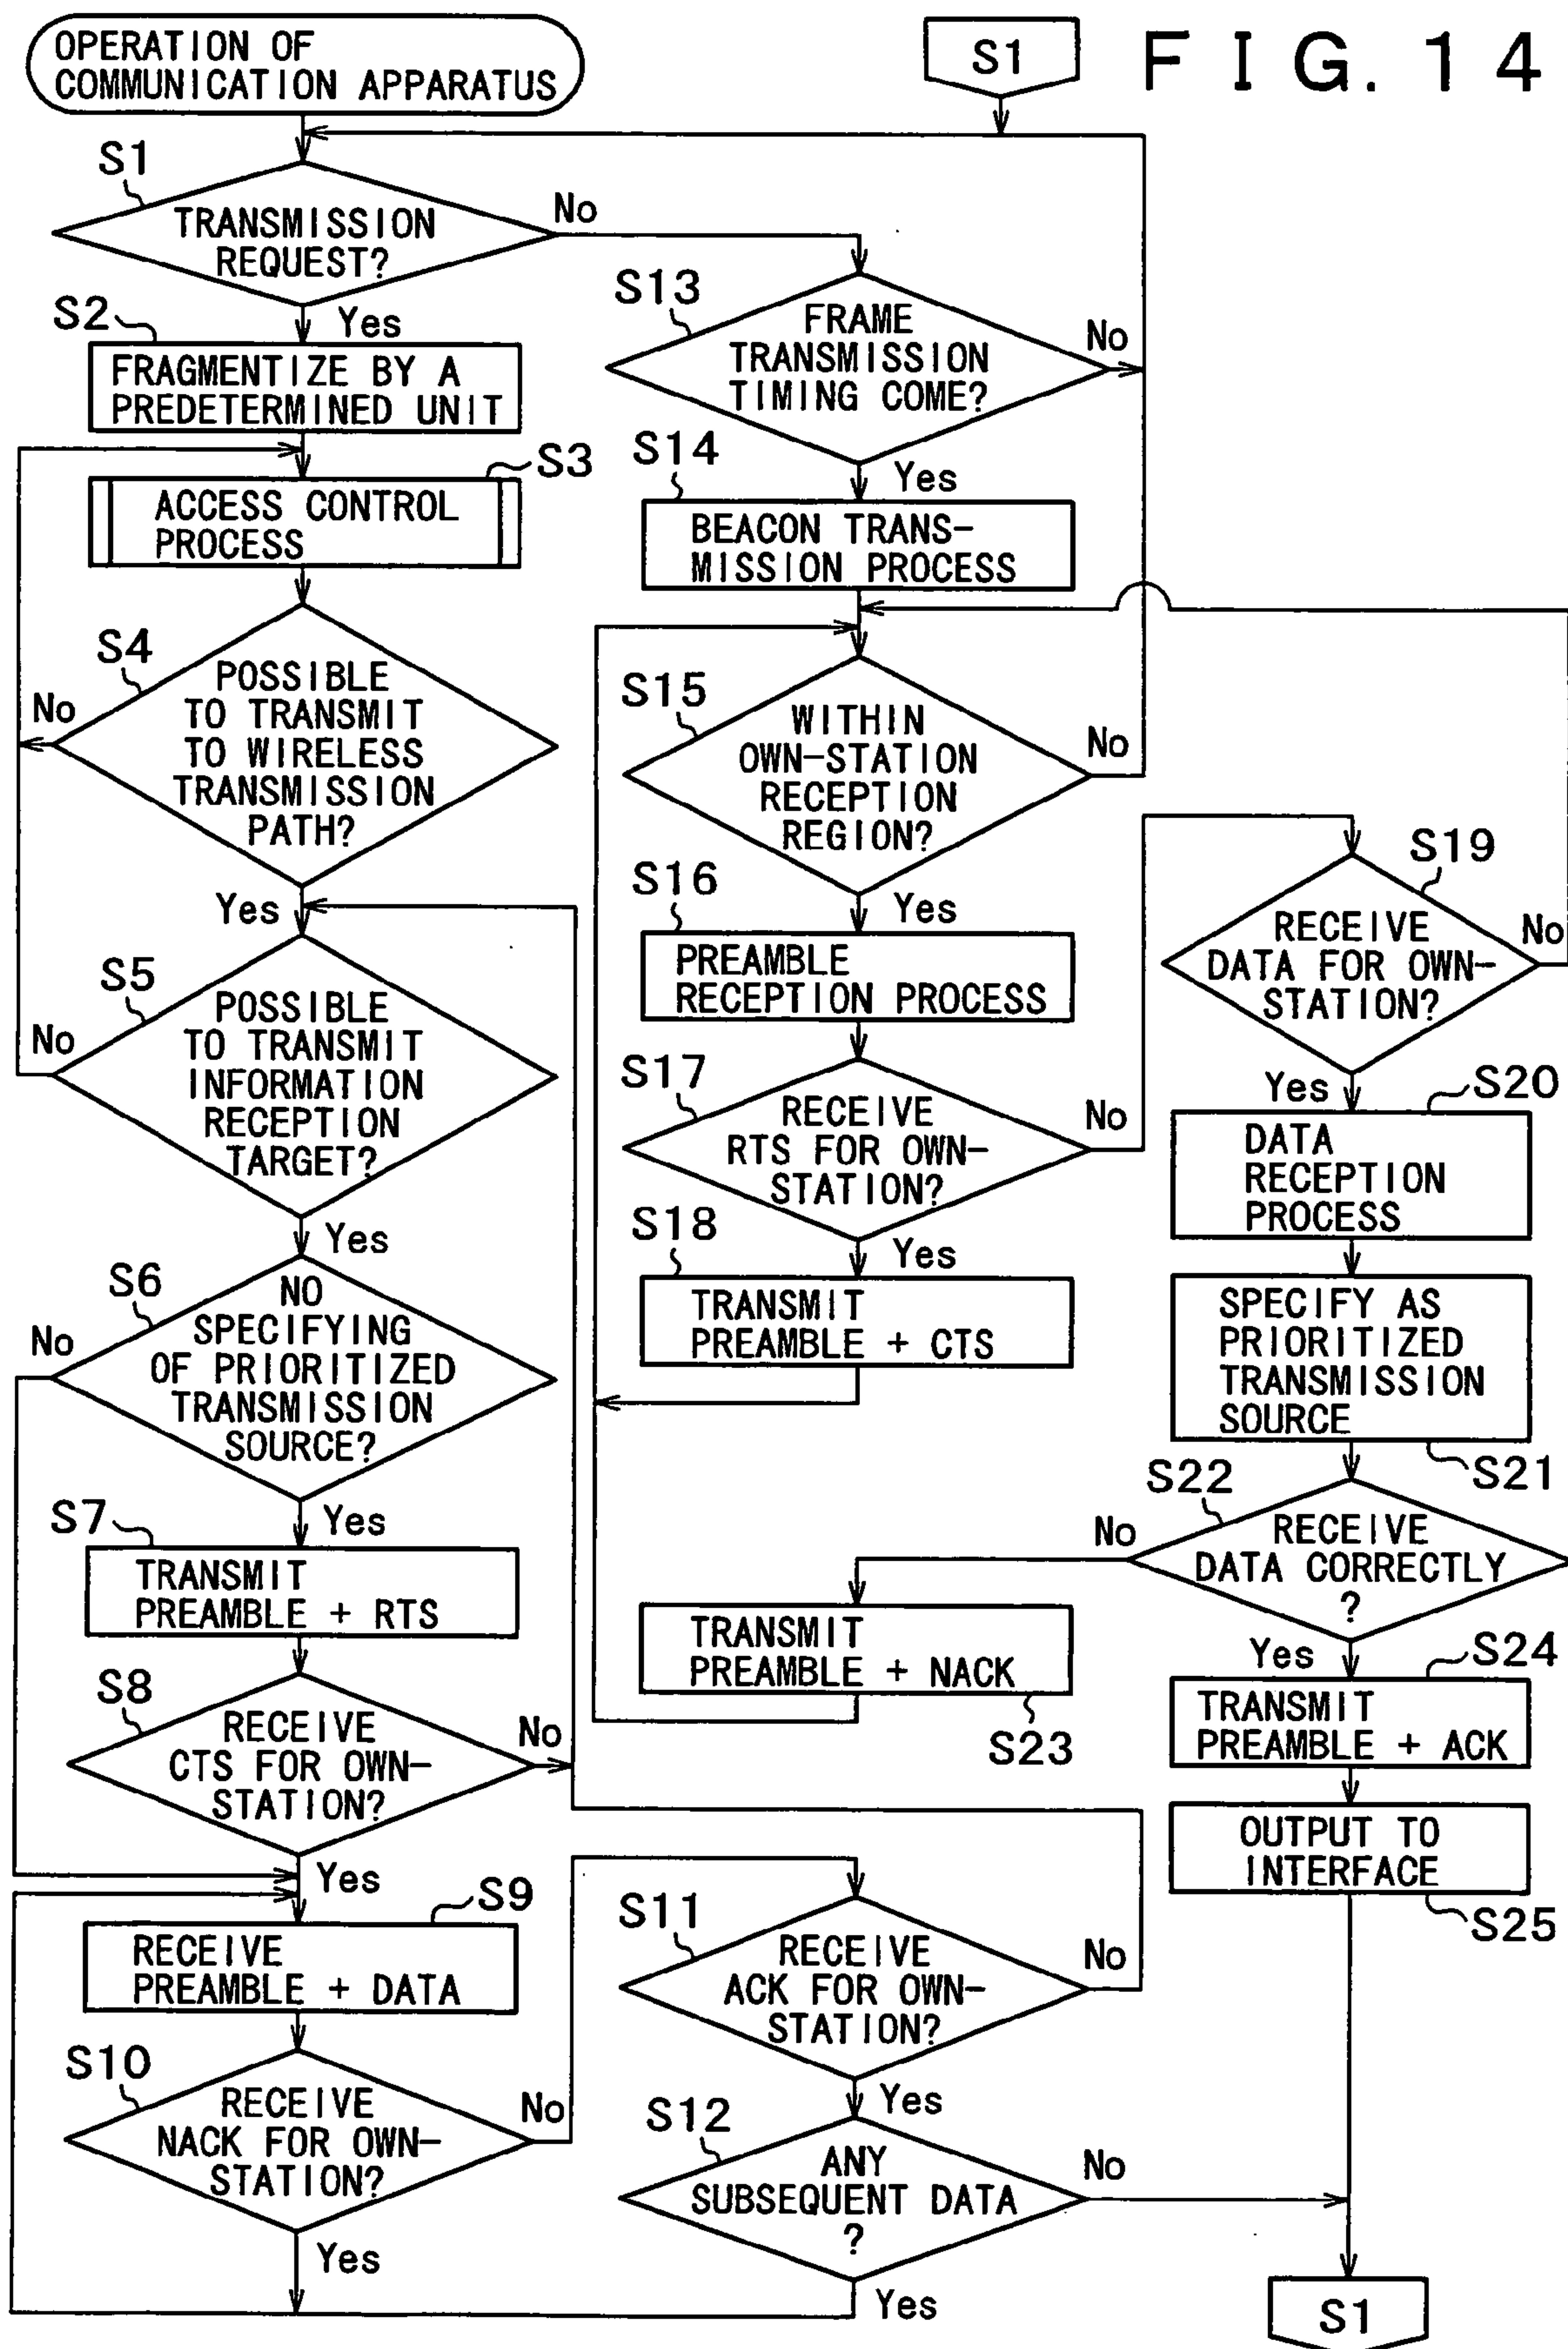 FIG. 14
OPERATION OF
COMMUNICATION APPARATUS
S1
S1
TRANSMISSION
REQUEST?
No
Yes
S2
FRAGMENTIZE BY A
PREDETERMINED UNIT
S3
ACCESS CONTROL
PROCESS
S4
POSSIBLE
TO TRANSMIT
TO WIRELESS
TRANSMISSION
PATH?
No
Yes
S5
POSSIBLE
TO TRANSMIT
INFORMATION
RECEPTION
TARGET?
No
Yes
S6
NO
SPECIFYING
OF PRIORITIZED
TRANSMISSION
SOURCE?
No
Yes
S7
TRANSMIT
PREAMBLE + RTS
S8
RECEIVE
CTS FOR OWN-
STATION?
No
Yes
S9
RECEIVE
PREAMBLE + DATA
S10
RECEIVE
NACK FOR OWN-
STATION?
No
Yes
S11
RECEIVE
ACK FOR OWN-
STATION?
No
Yes
S12
ANY
SUBSEQUENT DATA
?
No
Yes
S13
FRAME
TRANSMISSION
TIMING COME?
No
Yes
S14
BEACON TRANS-
MISSION PROCESS
S15
WITHIN
OWN-STATION
RECEPTION
REGION?
No
Yes
S16
PREAMBLE
RECEPTION PROCESS
S17
RECEIVE
RTS FOR OWN-
STATION?
No
Yes
S18
TRANSMIT
PREAMBLE + CTS
S19
RECEIVE
DATA FOR OWN-
STATION?
No
Yes
S20
DATA
RECEPTION
PROCESS
SPECIFY AS
PRIORITIZED
TRANSMISSION
SOURCE
S21
S22
RECEIVE
DATA CORRECTLY
?
No
Yes
TRANSMIT
PREAMBLE + NACK
S23
S24
TRANSMIT
PREAMBLE + ACK
OUTPUT TO
INTERFACE
S25
S1